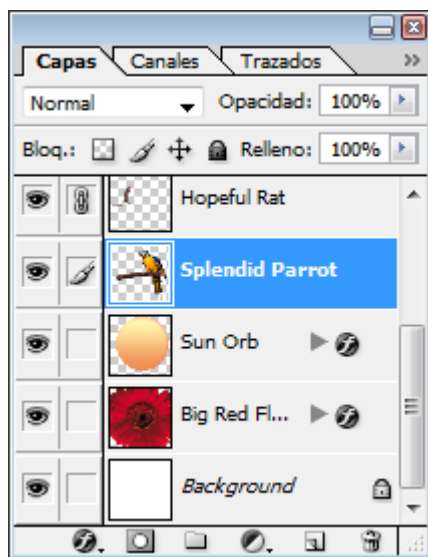 Capas Canales Trazados
Normal Opacidad: 100%
Bloq.: Relleno: 100%
Hopeful Rat
Splendid Parrot
Sun Orb
Big Red Fl...
Background